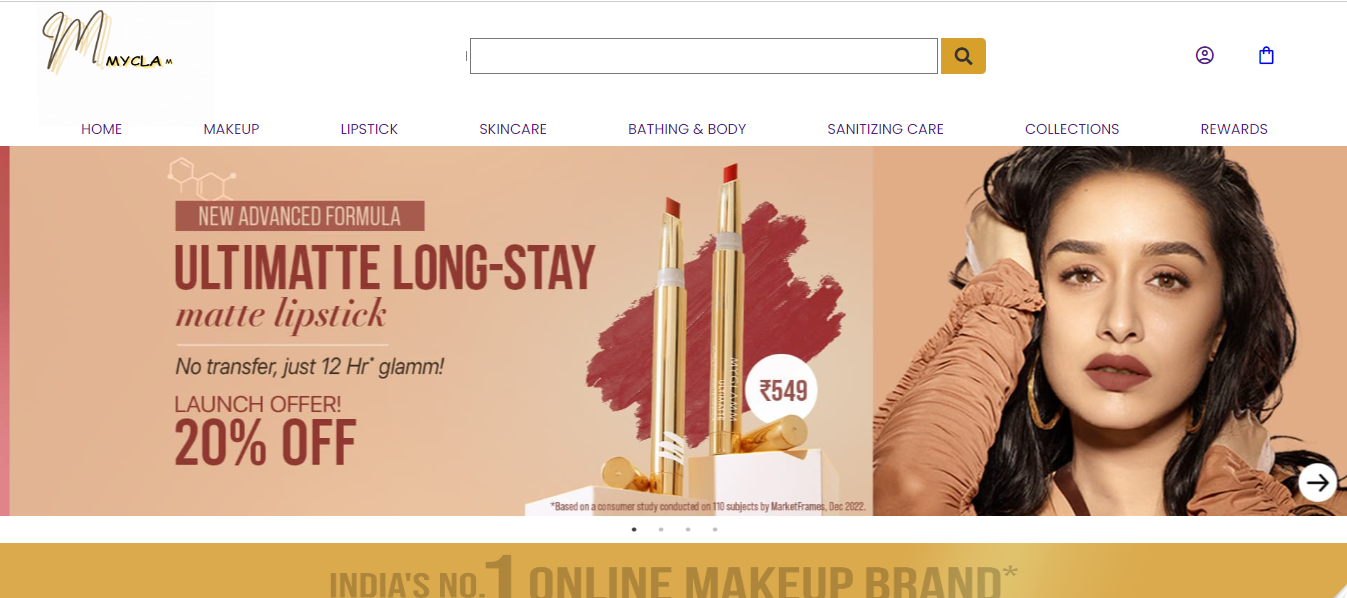 M
MYCLA M
HOME MAKEUP LIPSTICK SKINCARE BATHING & BODY SANITIZING CARE COLLECTIONS REWARDS
NEW ADVANCED FORMULA
ULTIMATTE LONG-STAY
matte lipstick
No transfer, just 12 Hr* glamm!
LAUNCH OFFER!
20% OFF
₹549
*Based on a consumer study conducted on 110 subjects by MarketFrames, Dec 2022.
INDIA'S NO.1 ONLINE MAKEUP BRAND*